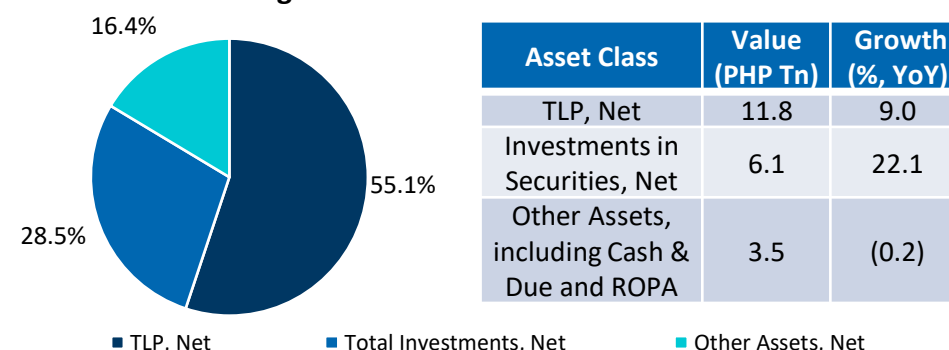 16.4%
55.1%
28.5%
Asset Class Value (PHP Tn) Growth (%, YoY)
TLP, Net 11.8 9.0
Investments in Securities, Net 6.1 22.1
Other Assets, including Cash & Due and ROPA 3.5 (0.2)
TLP, Net Total Investments, Net Other Assets, Net